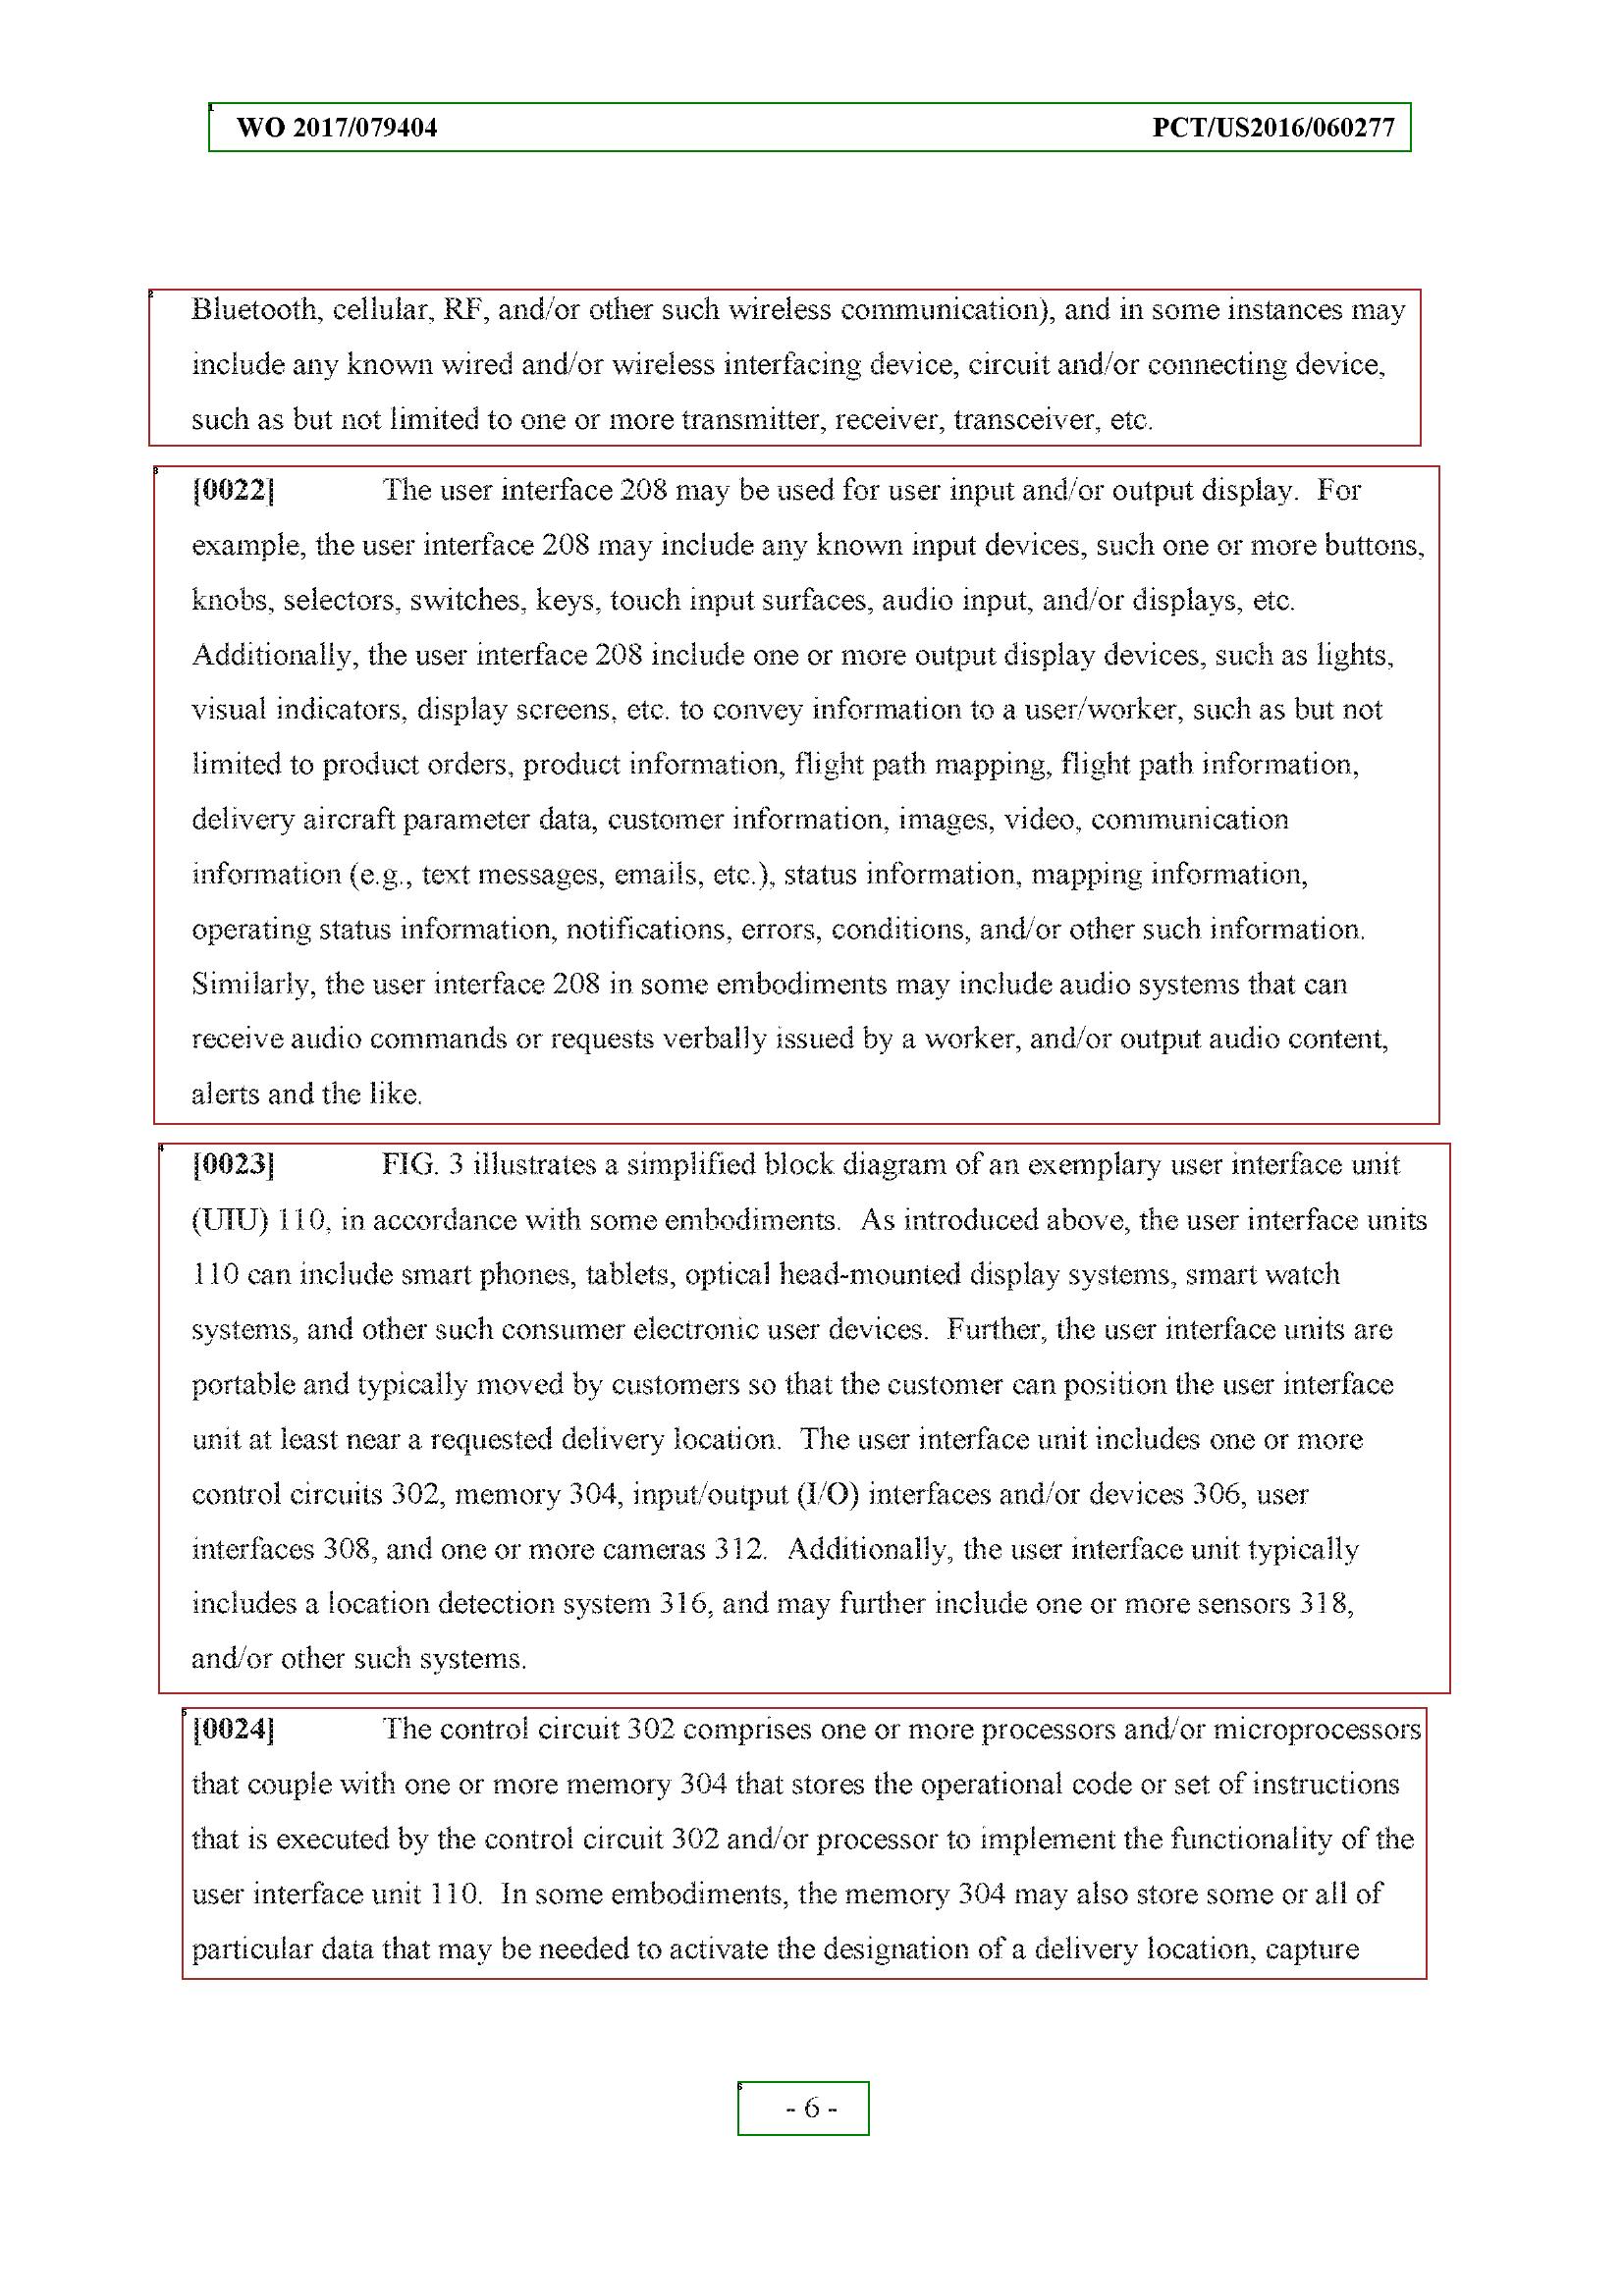 WO 2017/079404 PCT/US2016/060277
Bluetooth, cellular, RF, and/or other such wireless communication), and in some instances may
include any known wired and/or wireless interfacing device, circuit and/or connecting device,
such as but not limited to one or more transmitter, receiver, transceiver, etc.
[0022] The user interface 208 may be used for user input and/or output display. For
example, the user interface 208 may include any known input devices, such one or more buttons,
knobs, selectors, switches, keys, touch input surfaces, audio input, and/or displays, etc.
Additionally, the user interface 208 include one or more output display devices, such as lights,
visual indicators, display screens, etc. to convey information to a user/worker, such as but not
limited to product orders, product information, flight path mapping, flight path information,
delivery aircraft parameter data, customer information, images, video, communication
information (e.g., text messages, emails, etc.), status information, mapping information,
operating status information, notifications, errors, conditions, and/or other such information.
Similarly, the user interface 208 in some embodiments may include audio systems that can
receive audio commands or requests verbally issued by a worker, and/or output audio content,
alerts and the like.
[0023] FIG. 3 illustrates a simplified block diagram of an exemplary user interface unit
(UIU) 110, in accordance with some embodiments. As introduced above, the user interface units
110 can include smart phones, tablets, optical head-mounted display systems, smart watch
systems, and other such consumer electronic user devices. Further, the user interface units are
portable and typically moved by customers so that the customer can position the user interface
unit at least near a requested delivery location. The user interface unit includes one or more
control circuits 302, memory 304, input/output (I/O) interfaces and/or devices 306, user
interfaces 308, and one or more cameras 312. Additionally, the user interface unit typically
includes a location detection system 316, and may further include one or more sensors 318,
and/or other such systems.
[0024] The control circuit 302 comprises one or more processors and/or microprocessors
that couple with one or more memory 304 that stores the operational code or set of instructions
that is executed by the control circuit 302 and/or processor to implement the functionality of the
user interface unit 110. In some embodiments, the memory 304 may also store some or all of
particular data that may be needed to activate the designation of a delivery location, capture
- 6 -